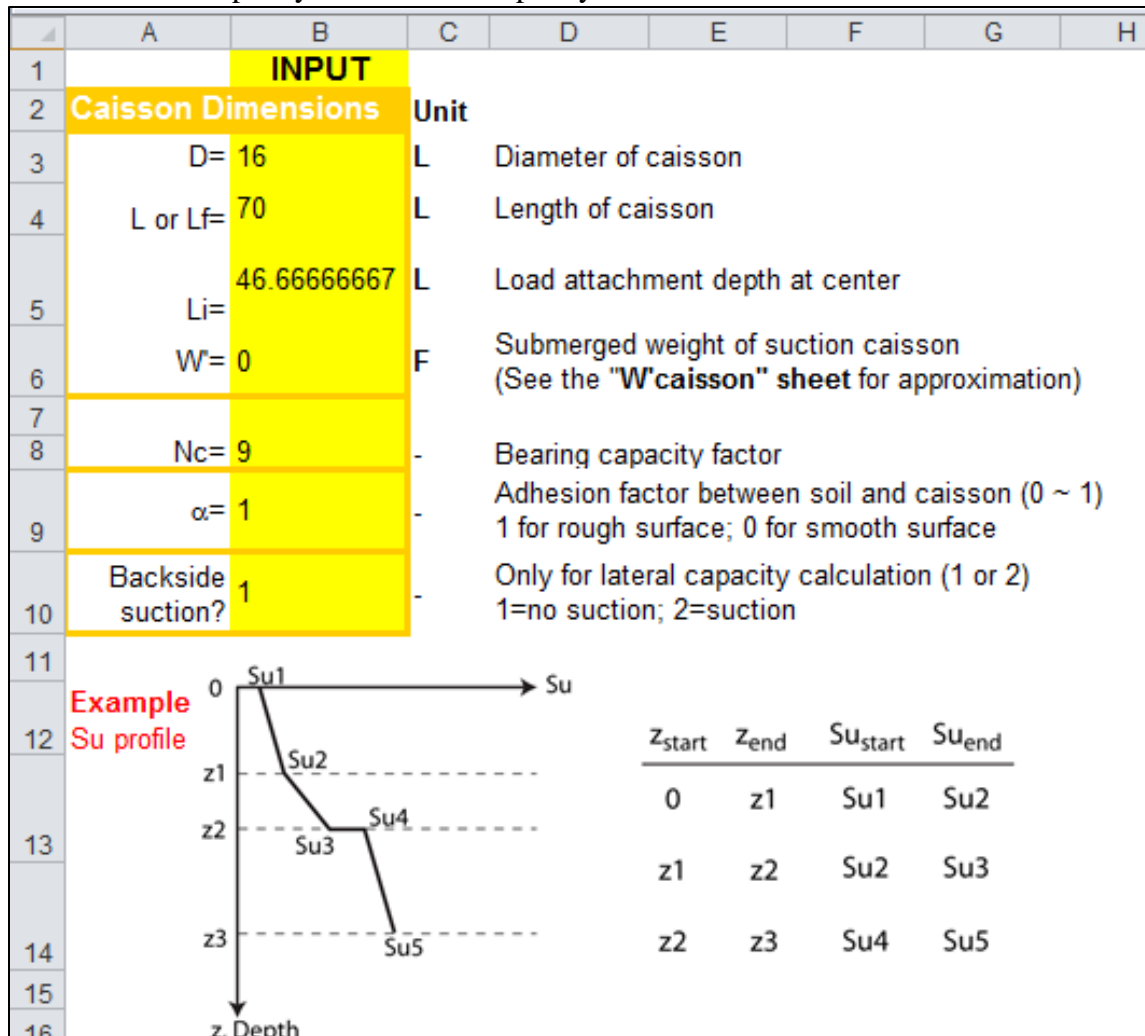 A B C D E F G H
1 INPUT
2 Caisson Dimensions Unit
3 D= 16 L Diameter of caisson
4 L or Lf= 70 L Length of caisson
5 Li= 46.66666667 L Load attachment depth at center
6 W'= 0 F Submerged weight of suction caisson
(See the "W'caisson" sheet for approximation)
7
8 Nc= 9 - Bearing capacity factor
9 α= 1 - Adhesion factor between soil and caisson (0 ~ 1)
1 for rough surface; 0 for smooth surface
10 Backside suction? 1 - Only for lateral capacity calculation (1 or 2)
1=no suction; 2=suction
11
12 Example
Su profile
0 Su1 Su
z1 Su2
z2 Su3 Su4
z3 Su5
z, Depth
zstart zend Sustart Suend
0 z1 Su1 Su2
13
z1 z2 Su2 Su3
14 z2 z3 Su4 Su5
15
16